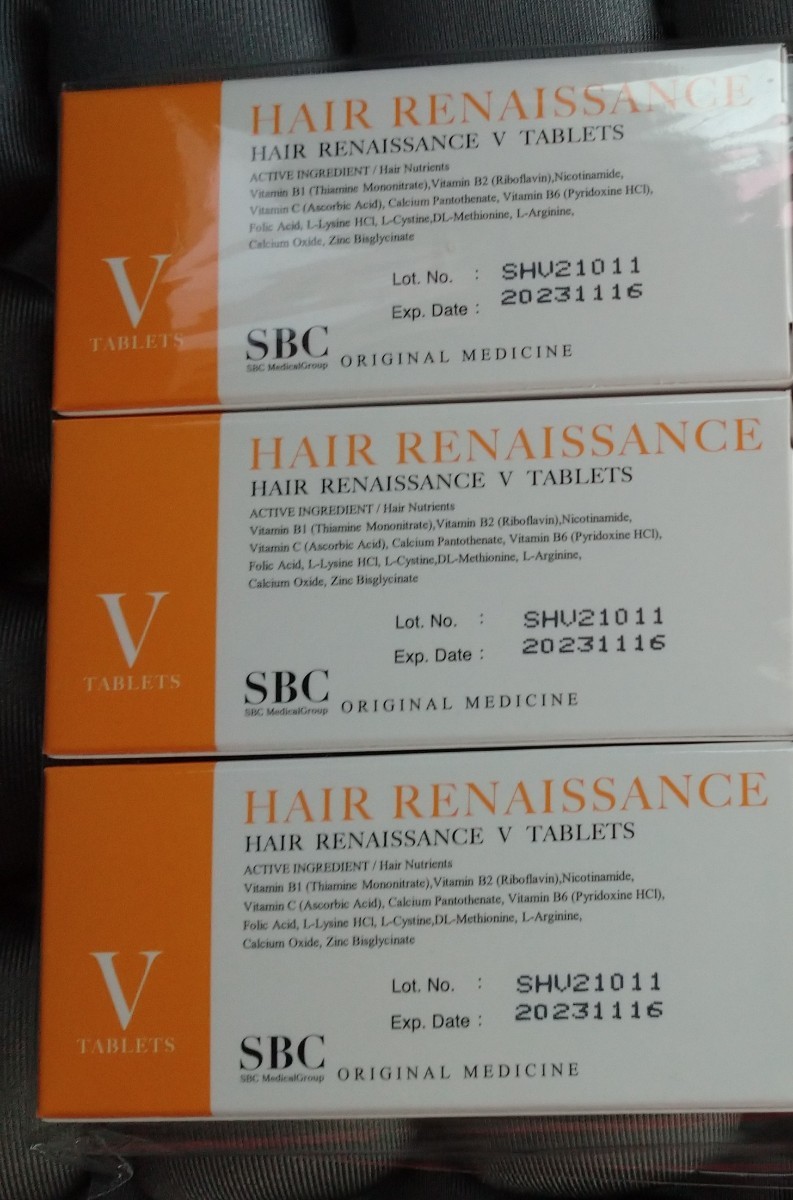 HAIR RENAISSANCE
HAIR RENAISSANCE V TABLETS
ACTIVE INGREDIENT / Hair Nutrients
Vitamin B1 (Thiamine Mononitrate),Vitamin B2 (Riboflavin),Nicotinamide,
Vitamin C (Ascorbic Acid), Calcium Pantothenate, Vitamin B6 (Pyridoxine HCl),
Folic Acid, L-Lysine HCl, L-Cystine,DL-Methionine, L-Arginine,
Calcium Oxide, Zinc Bisglycinate
V
TABLETS
Lot. No. : SHV21011
Exp. Date : 20231116
SBC
SBC MedicalGroup
ORIGINAL MEDICINE
HAIR RENAISSANCE
HAIR RENAISSANCE V TABLETS
ACTIVE INGREDIENT / Hair Nutrients
Vitamin B1 (Thiamine Mononitrate),Vitamin B2 (Riboflavin),Nicotinamide,
Vitamin C (Ascorbic Acid), Calcium Pantothenate, Vitamin B6 (Pyridoxine HCl),
Folic Acid, L-Lysine HCl, L-Cystine,DL-Methionine, L-Arginine,
Calcium Oxide, Zinc Bisglycinate
V
TABLETS
Lot. No. : SHV21011
Exp. Date : 20231116
SBC
SBC MedicalGroup
ORIGINAL MEDICINE
HAIR RENAISSANCE
HAIR RENAISSANCE V TABLETS
ACTIVE INGREDIENT / Hair Nutrients
Vitamin B1 (Thiamine Mononitrate),Vitamin B2 (Riboflavin),Nicotinamide,
Vitamin C (Ascorbic Acid), Calcium Pantothenate, Vitamin B6 (Pyridoxine HCl),
Folic Acid, L-Lysine HCl, L-Cystine,DL-Methionine, L-Arginine,
Calcium Oxide, Zinc Bisglycinate
V
TABLETS
Lot. No. : SHV21011
Exp. Date : 20231116
SBC
SBC MedicalGroup
ORIGINAL MEDICINE